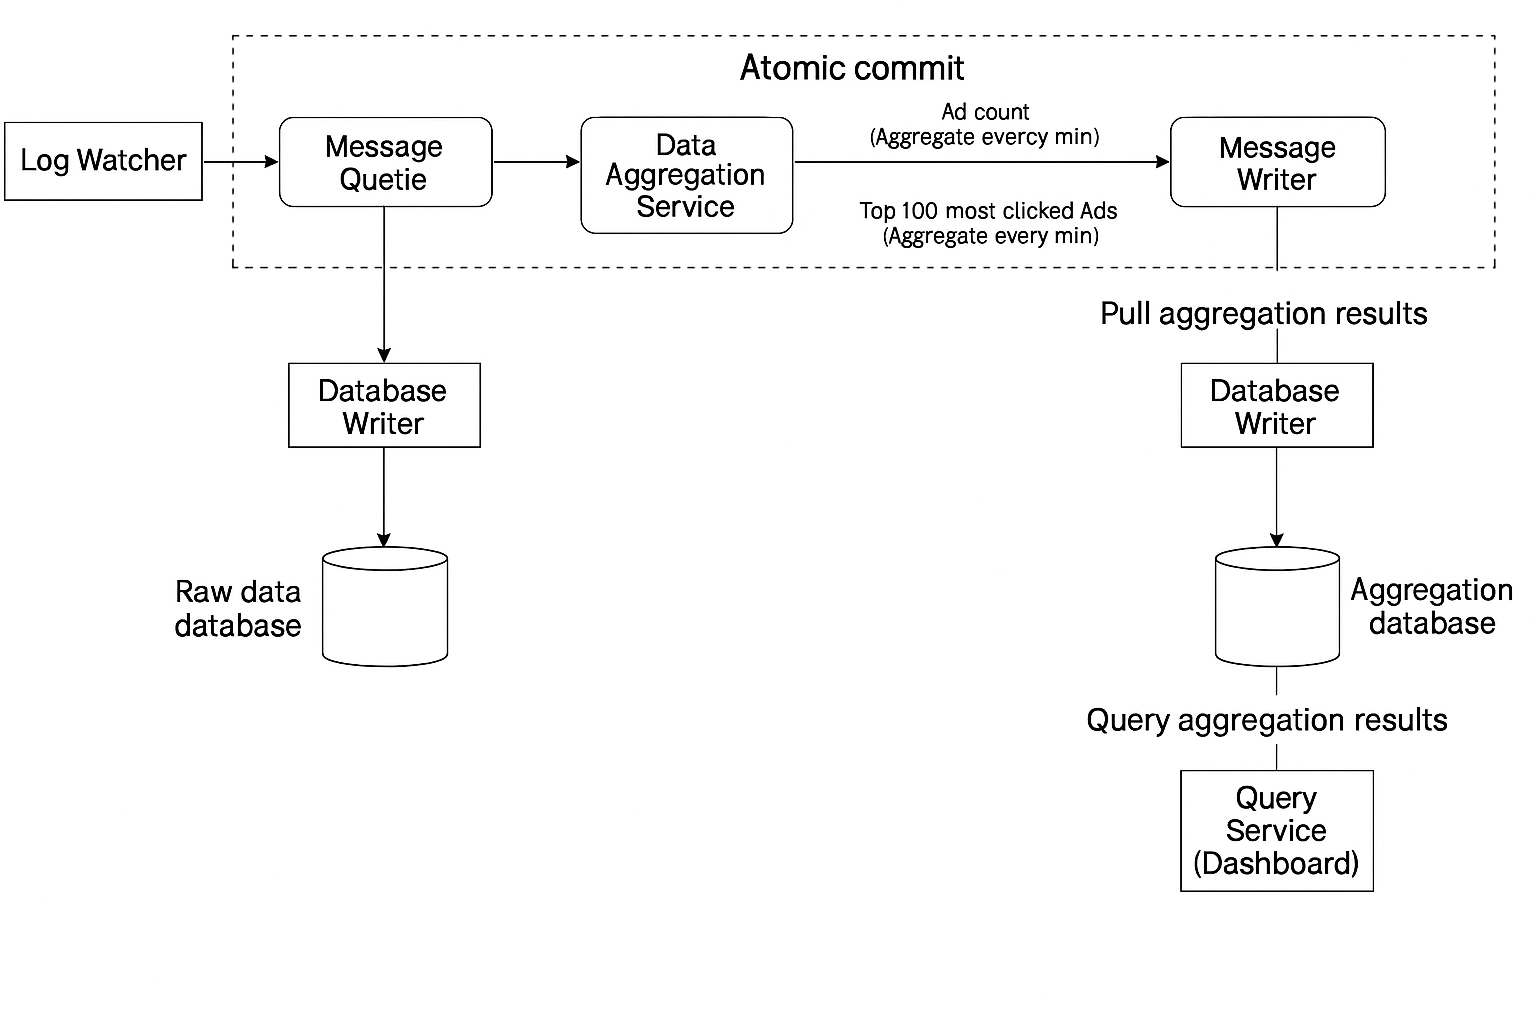 Atomic commit
Log Watcher
Message
Quetie
Data
Aggregation
Service
Ad count
(Aggregate evercy min)
Top 100 most clicked Ads
(Aggregate every min)
Message
Writer
Pull aggregation results
Database
Writer
Database
Writer
Raw data
database
Aggregation
database
Query aggregation results
Query
Service
(Dashboard)